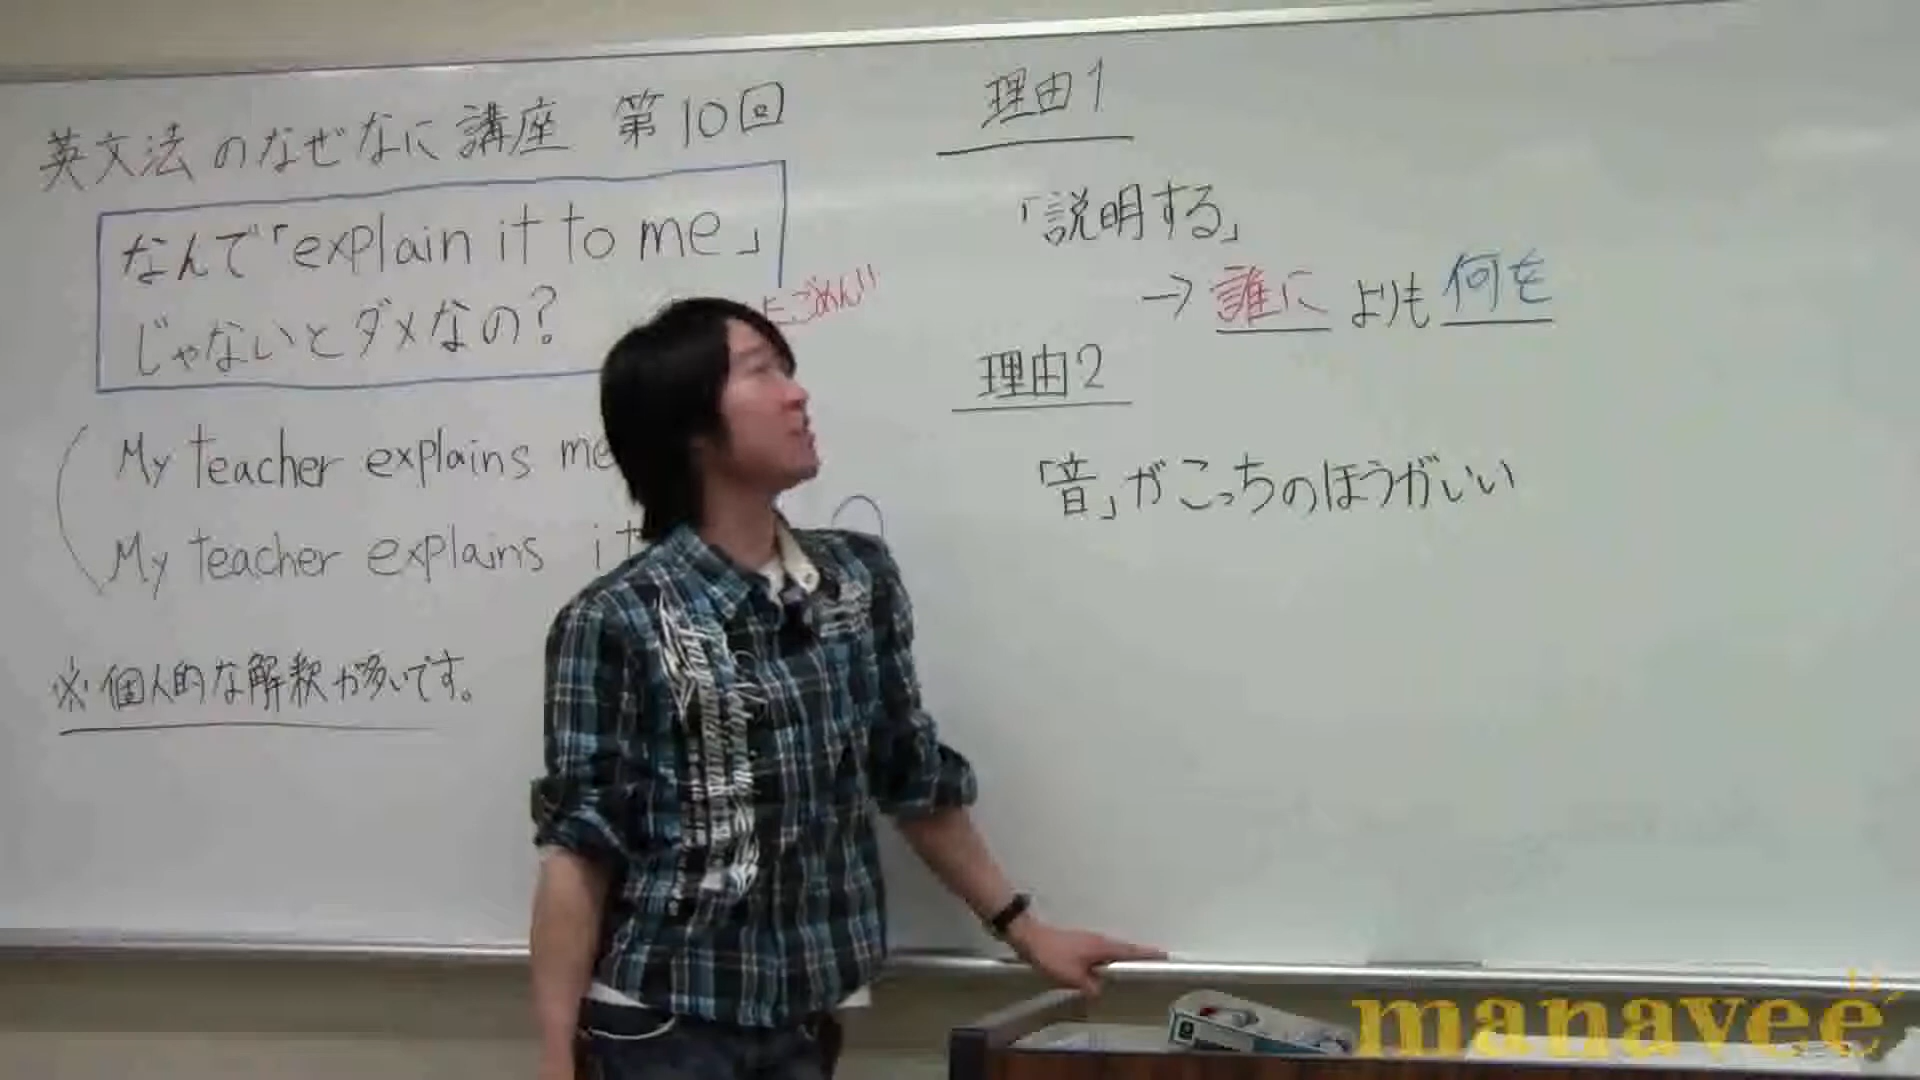 英文法のなぜなに講座 第10回
なんで「explain it to me」
じゃないとダメなの?
ごめん!!
My teacher explains me
My teacher explains it
※個人的な解釈が多いです。
理由1
「説明する」
→誰によりも何を
理由2
「音」がこっちのほうがいい
manavee